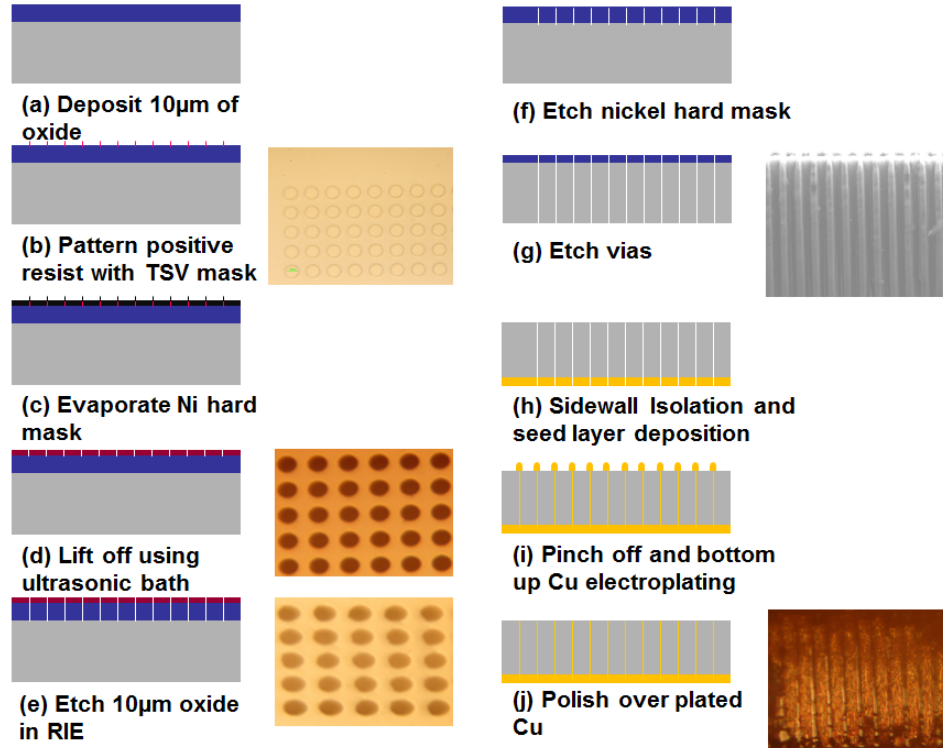 (a) Deposit 10µm of
oxide
(b) Pattern positive
resist with TSV mask
(c) Evaporate Ni hard
mask
(d) Lift off using
ultrasonic bath
(e) Etch 10µm oxide
in RIE
(f) Etch nickel hard mask
(g) Etch vias
(h) Sidewall Isolation and
seed layer deposition
(i) Pinch off and bottom
up Cu electroplating
(j) Polish over plated
Cu